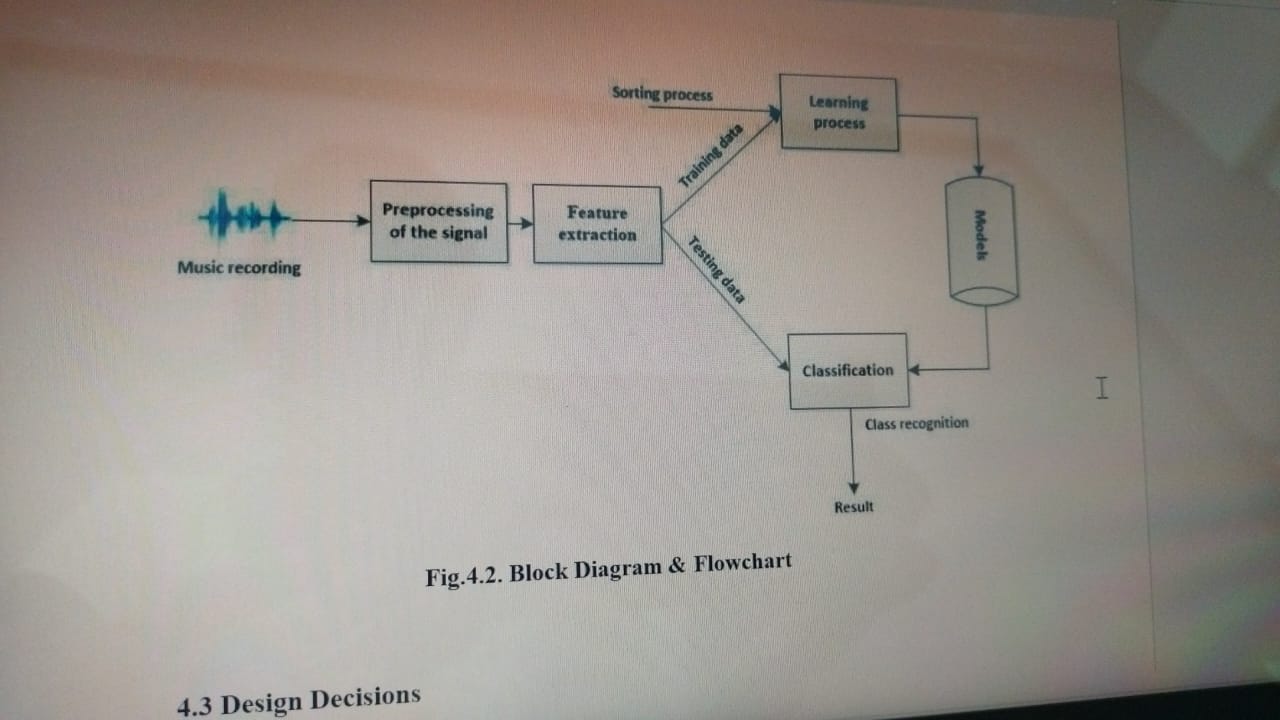 Sorting process
Learning
process
Training data
Preprocessing
of the signal
Feature
extraction
Models
Music recording
Testing data
Classification
Class recognition
Result
Fig.4.2. Block Diagram & Flowchart
4.3 Design Decisions